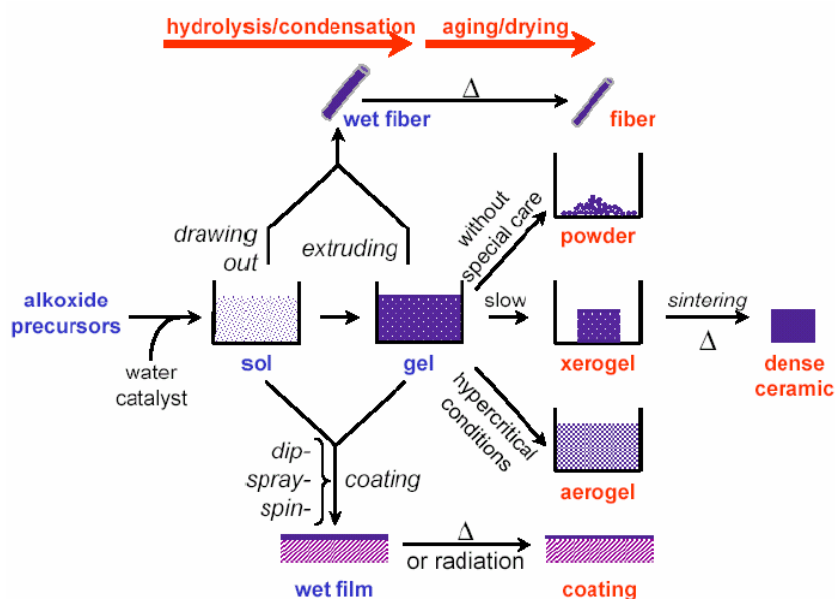 hydrolysis/condensation
aging/drying
Δ
wet fiber
fiber
drawing
out
extruding
without
special care
powder
alkoxide
precursors
water
catalyst
sol
gel
slow
xerogel
sintering
Δ
dense
ceramic
hypercritical
conditions
aerogel
dip-
spray-
spin-
coating
Δ
or radiation
wet film
coating